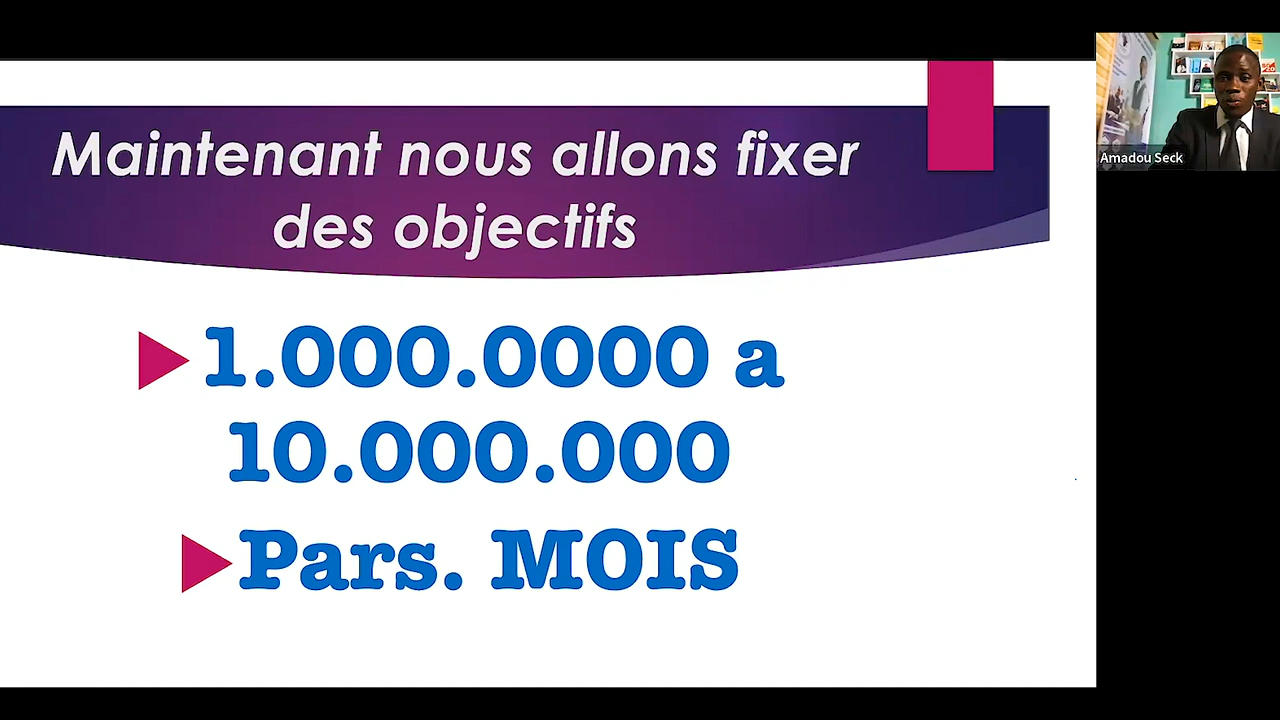 Maintenant nous allons fixer
des objectifs
1.000.0000 a
10.000.000
Pars. MOIS
Amadou Seck